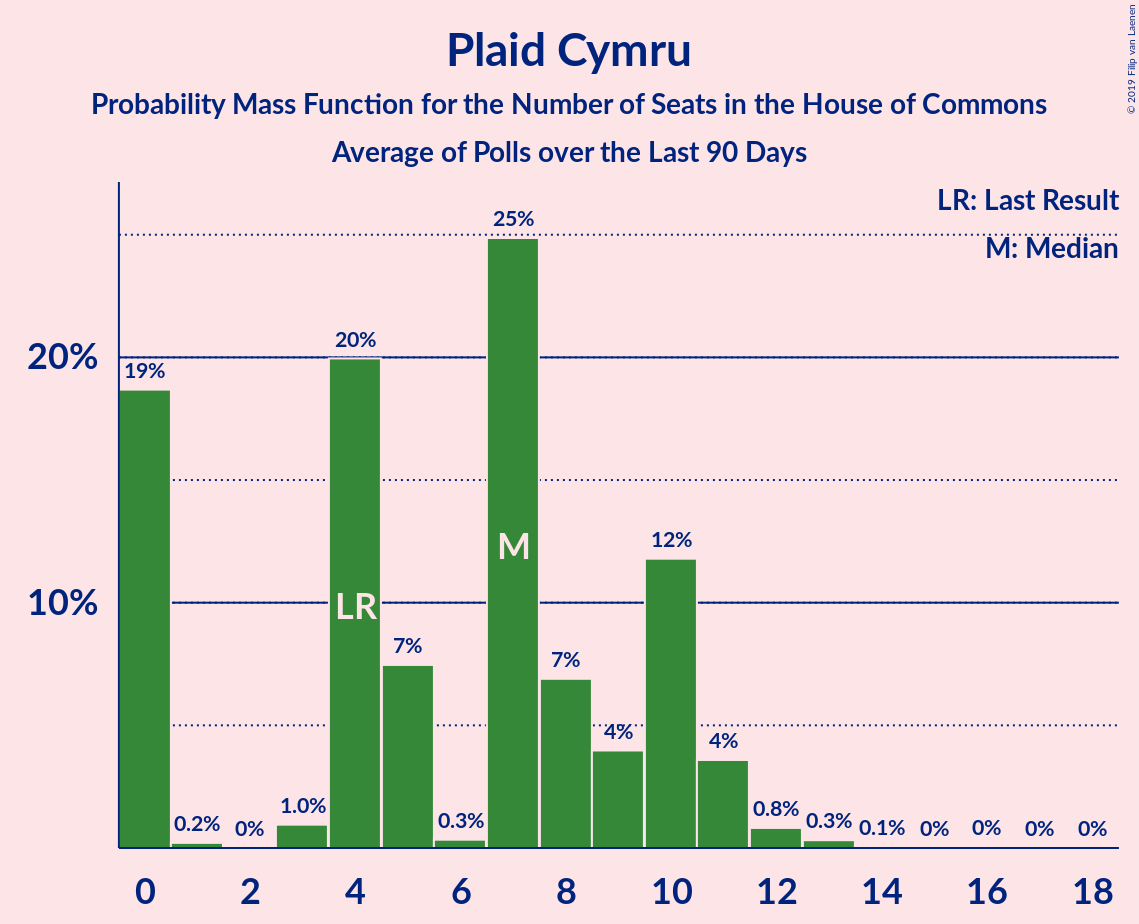 Plaid Cymru
Probability Mass Function for the Number of Seats in the House of Commons
Average of Polls over the Last 90 Days
© 2019 Filip van Laenen
LR: Last Result
M: Median
25%
20%
20%
19%
M
12%
10%
LR
7%
7%
4%
4%
1.0%
0.2%
0%
0.3%
0.8%
0.3%
0.1%
0%
0%
0%
0%
0 2 4 6 8 10 12 14 16 18